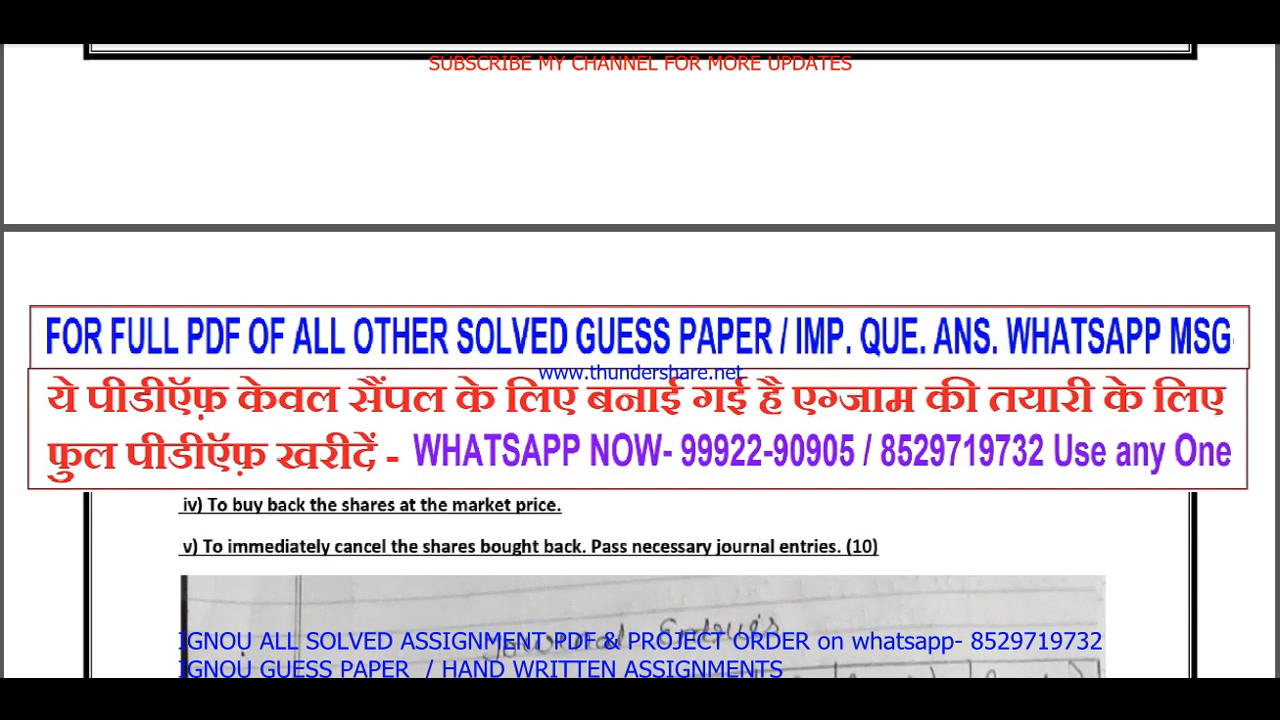 SUBSCRIBE MY CHANNEL FOR MORE UPDATES
FOR FULL PDF OF ALL OTHER SOLVED GUESS PAPER / IMP. QUE. ANS. WHATSAPP MSG
www.thundershare.net
ये पीडीऍफ़ केवल सैंपल के लिए बनाई गई है एग्जाम की तयारी के लिए
फुल पीडीऍफ़ खरीदें - WHATSAPP NOW- 99922-90905 / 8529719732 Use any One
iv) To buy back the shares at the market price.
v) To immediately cancel the shares bought back. Pass necessary journal entries. (10)
Journal Entries
IGNOU ALL SOLVED ASSIGNMENT PDF & PROJECT ORDER on whatsapp- 8529719732
IGNOU GUESS PAPER / HAND WRITTEN ASSIGNMENTS